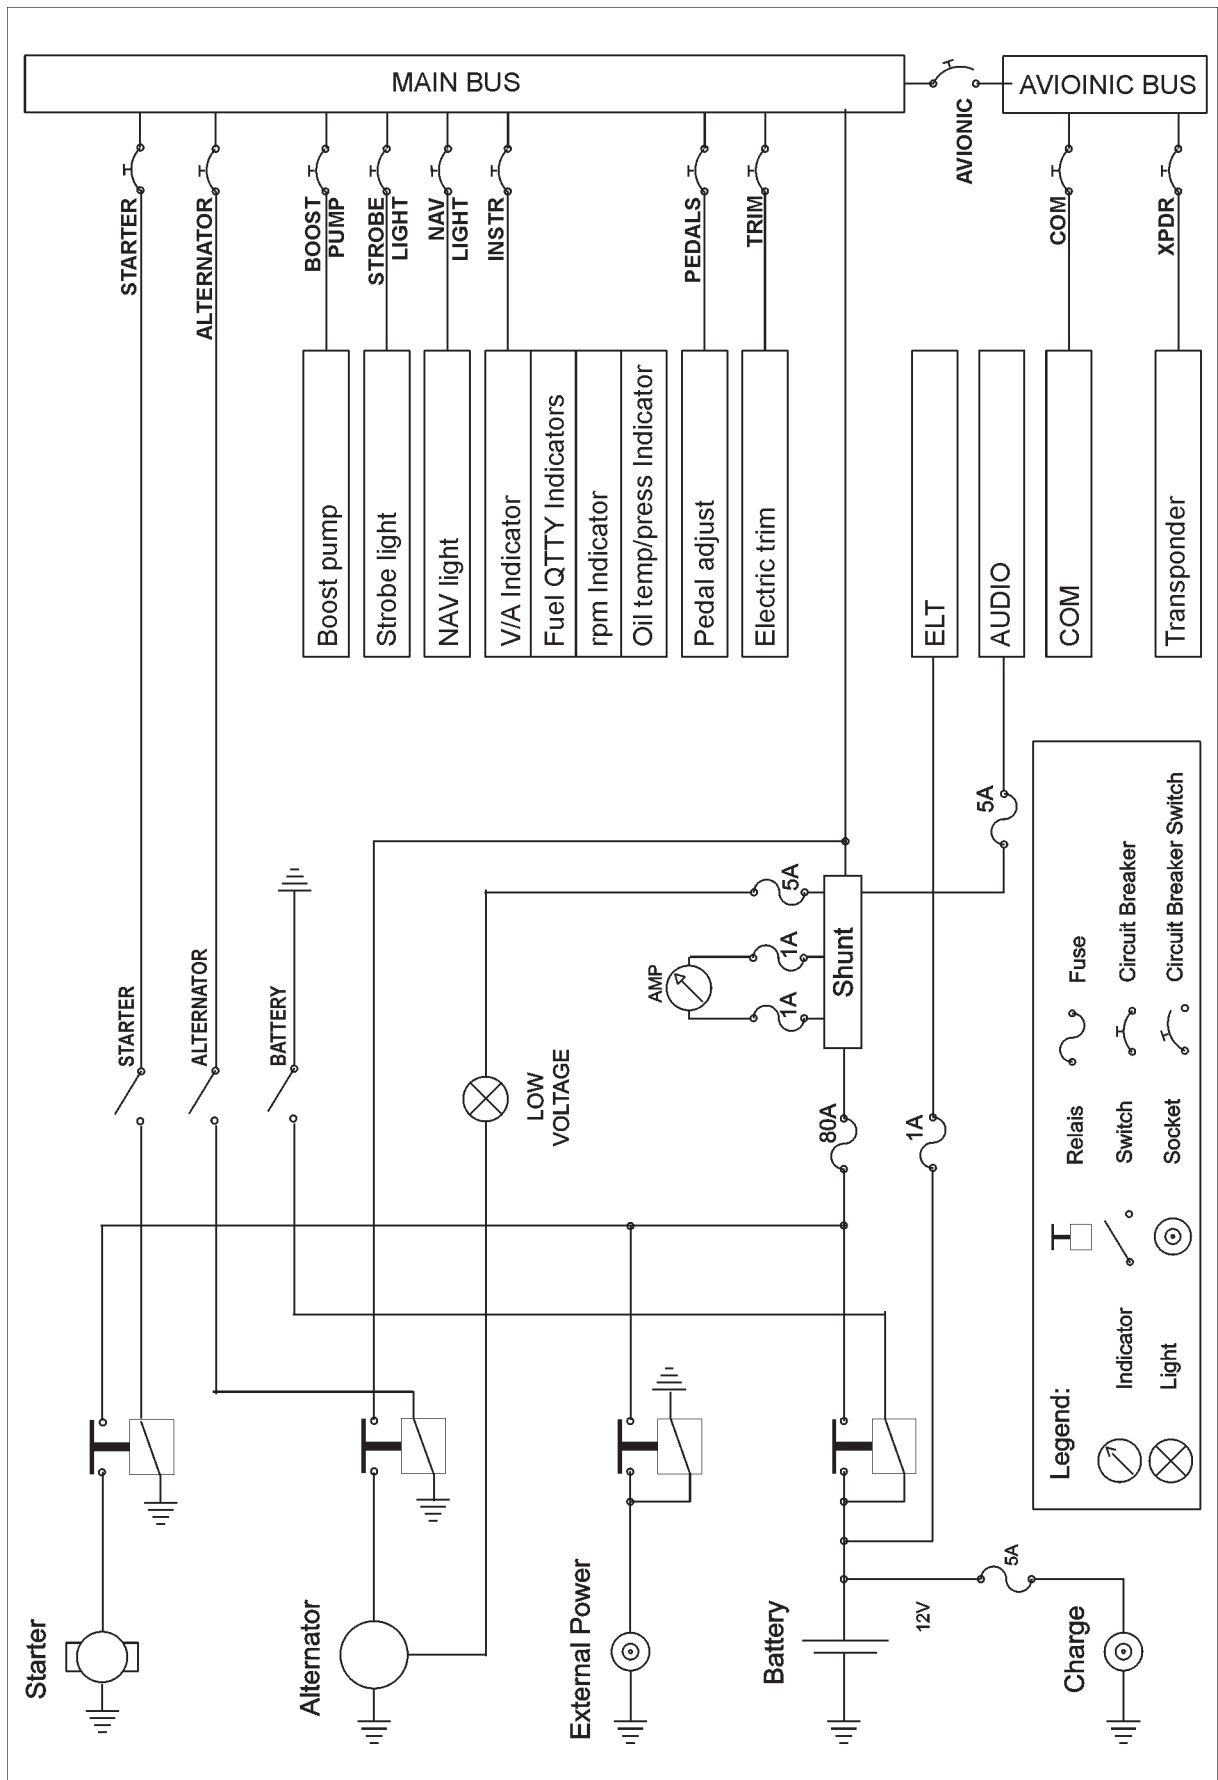 MAIN BUS
AVIOINIC BUS
AVIONIC
STARTER
ALTERNATOR
BOOST
PUMP
STROBE
LIGHT
NAV
LIGHT
INSTR
PEDALS
TRIM
COM
XPDR
Boost pump
Strobe light
NAV light
V/A Indicator
Fuel QTTY Indicators
rpm Indicator
Oil temp/press Indicator
Pedal adjust
Electric trim
ELT
AUDIO
COM
Transponder
STARTER
ALTERNATOR
BATTERY
LOW
VOLTAGE
AMP
1A
1A
5A
Shunt
5A
80A
1A
Starter
Alternator
External Power
Battery
12V
5A
Charge
Legend:
Indicator
Light
Relais
Switch
Socket
Fuse
Circuit Breaker
Circuit Breaker Switch